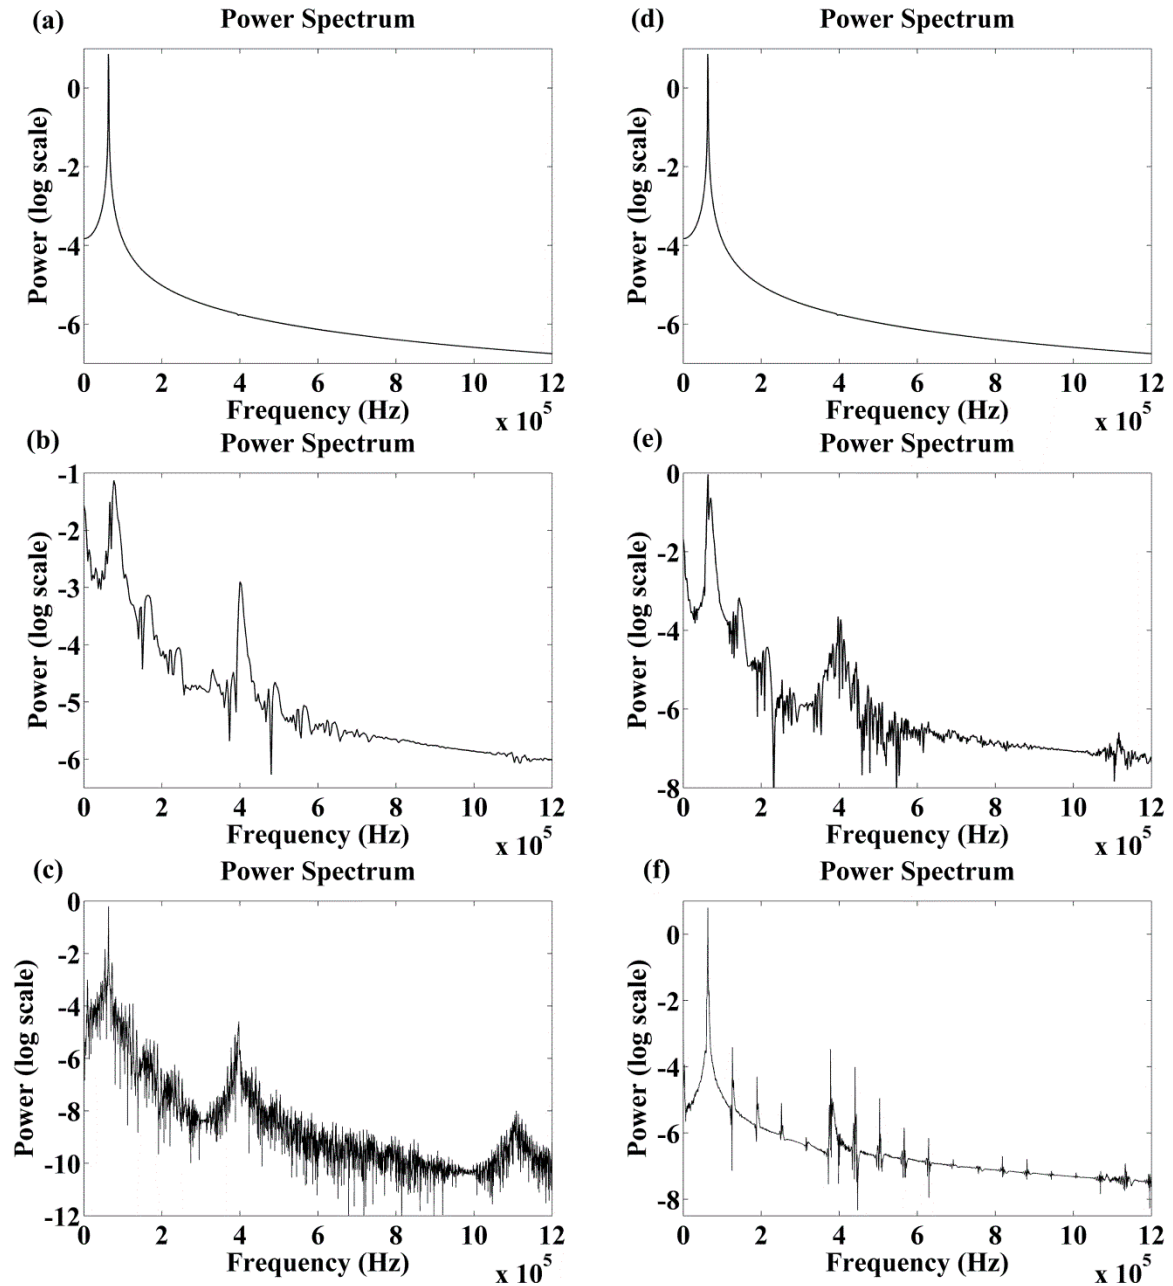 (a) Power Spectrum
Power (log scale)
0
-2
-4
-6
0 2 4 6 8 10 12
Frequency (Hz)
x 10^5
(b) Power Spectrum
Power (log scale)
-1
-2
-3
-4
-5
-6
0 2 4 6 8 10 12
Frequency (Hz)
x 10^5
(c) Power Spectrum
Power (log scale)
0
-2
-4
-6
-8
-10
-12
0 2 4 6 8 10 12
Frequency (Hz)
x 10^5
(d) Power Spectrum
Power (log scale)
0
-2
-4
-6
0 2 4 6 8 10 12
Frequency (Hz)
x 10^5
(e) Power Spectrum
Power (log scale)
0
-2
-4
-6
-8
0 2 4 6 8 10 12
Frequency (Hz)
x 10^5
(f) Power Spectrum
Power (log scale)
0
-2
-4
-6
-8
0 2 4 6 8 10 12
Frequency (Hz)
x 10^5